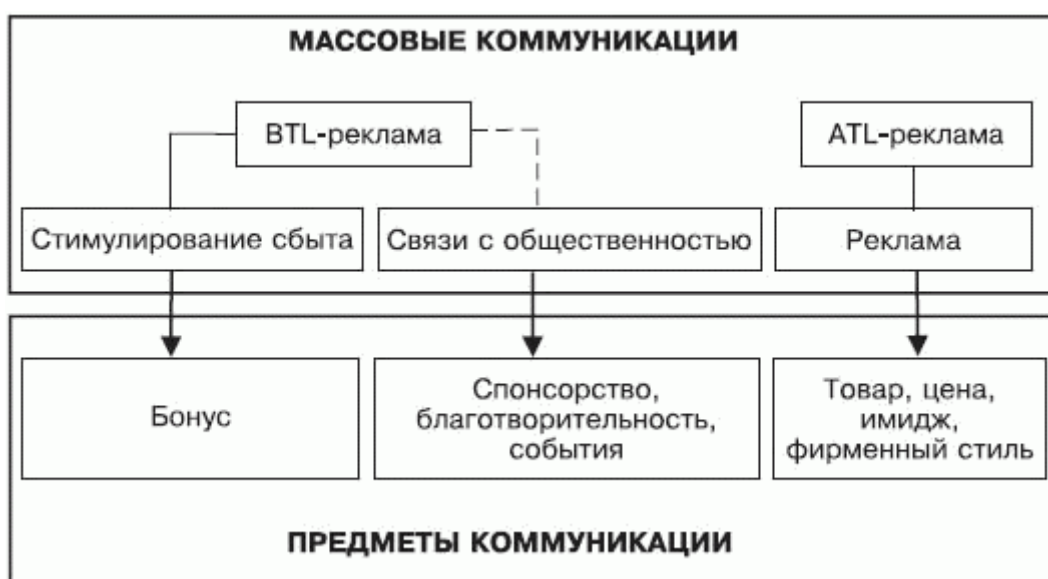 МАССОВЫЕ КОММУНИКАЦИИ
BTL-реклама
ATL-реклама
Стимулирование сбыта
Связи с общественностью
Реклама
Бонус
Спонсорство,
благотворительность,
события
Товар, цена,
имидж,
фирменный стиль
ПРЕДМЕТЫ КОММУНИКАЦИИ